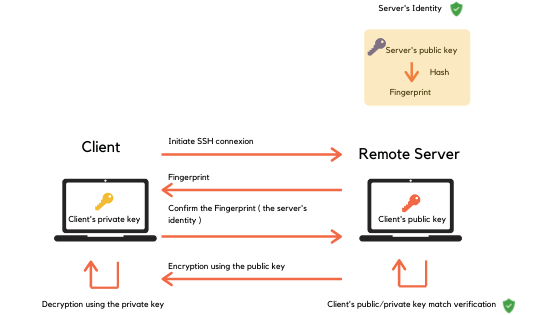 Server's Identity
Server's public key
Hash
Fingerprint
Client
Initiate SSH connexion
Remote Server
Fingerprint
Client's private key
Confirm the Fingerprint ( the server's
identity )
Client's public key
Encryption using the public key
Decryption using the private key
Client's public/private key match verification